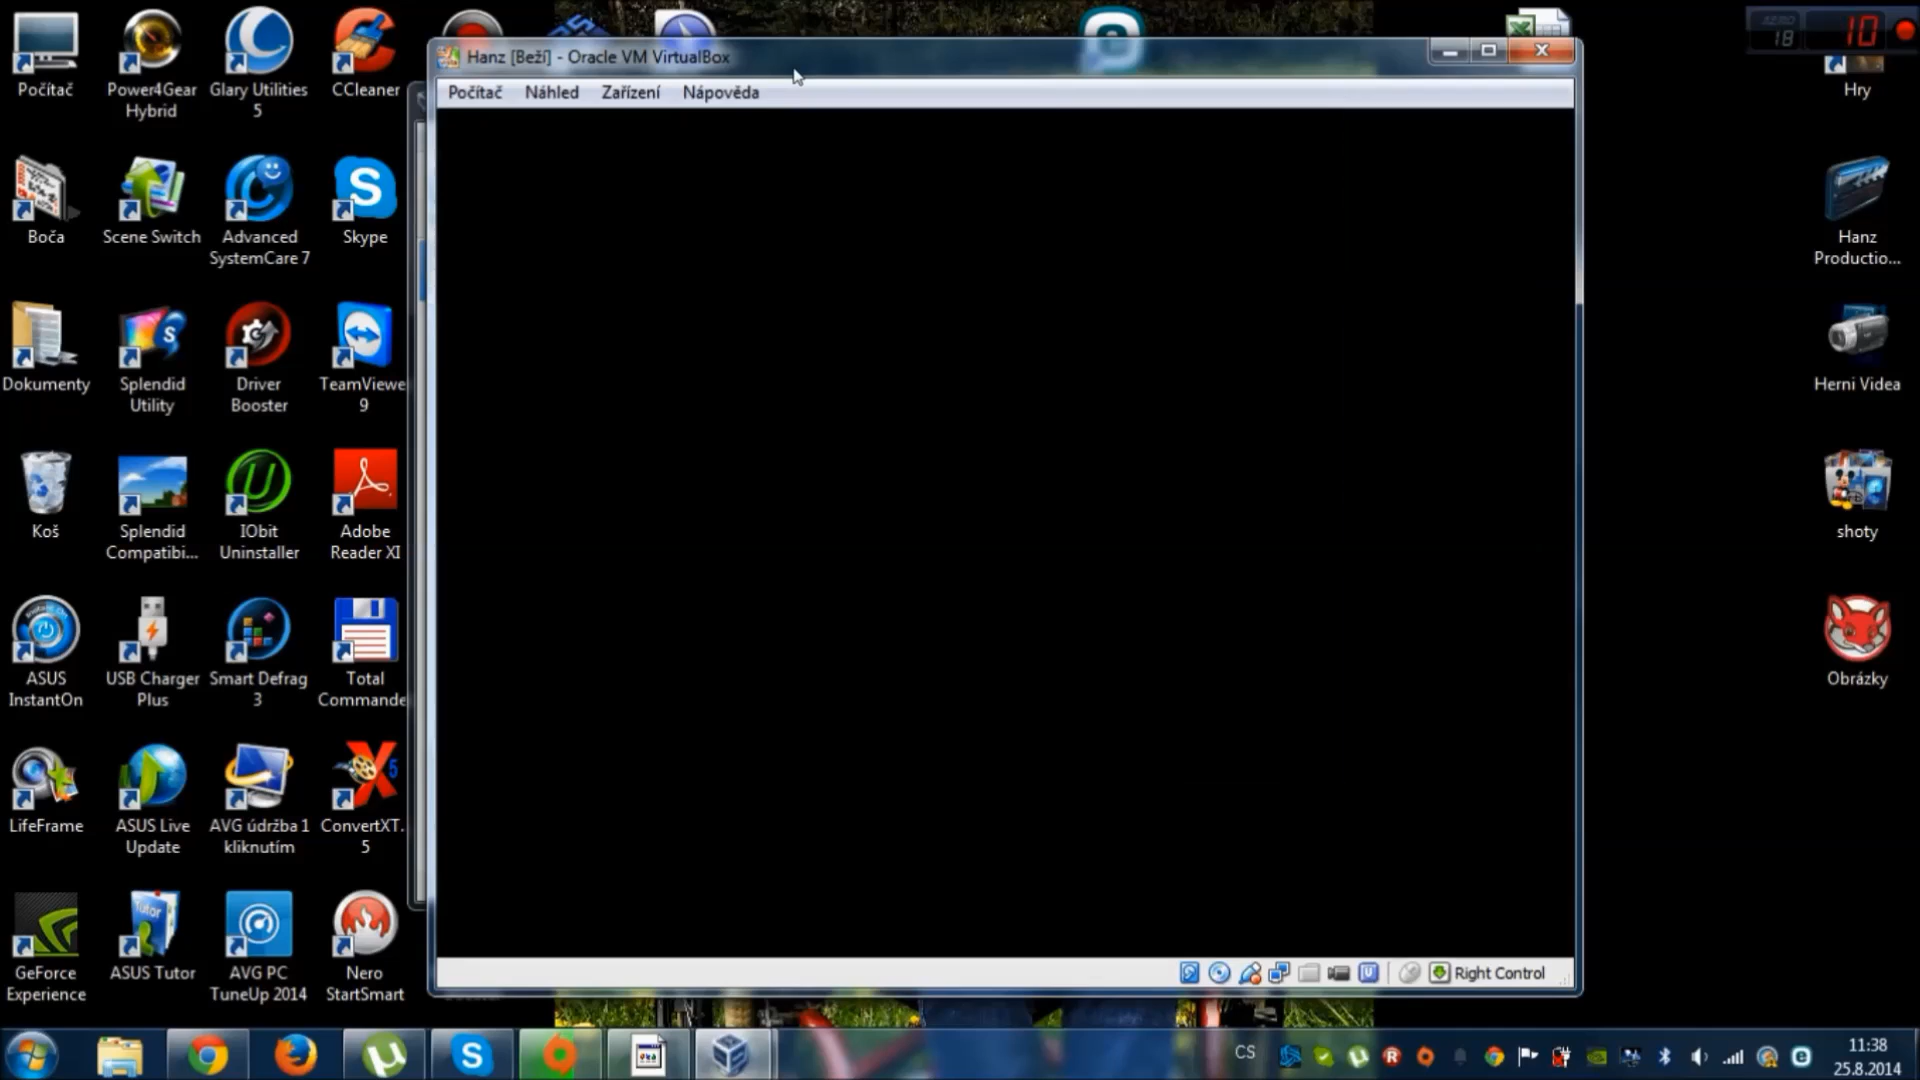 Hanz [Beží] - Oracle VM VirtualBox
Počítač Náhled Zařízení Nápověda
Počítač
Power4Gear
Hybrid
Glary Utilities
5
CCleaner
Boča
Scene Switch
Advanced
SystemCare 7
Skype
Dokumenty
Splendid
Utility
Driver
Booster
TeamViewe
9
Koš
Splendid
Compatibi...
IObit
Uninstaller
Adobe
Reader XI
ASUS
InstantOn
USB Charger
Plus
Smart Defrag
3
Total
Commande
LifeFrame
ASUS Live
Update
AVG údržba 1
kliknutím
ConvertXT.
5
GeForce
Experience
ASUS Tutor
AVG PC
TuneUp 2014
Nero
StartSmart
AERO
18
10
Hry
Hanz
Productio...
Herni Videa
shoty
Obrázky
Right Control
CS
11:38
25.8.2014